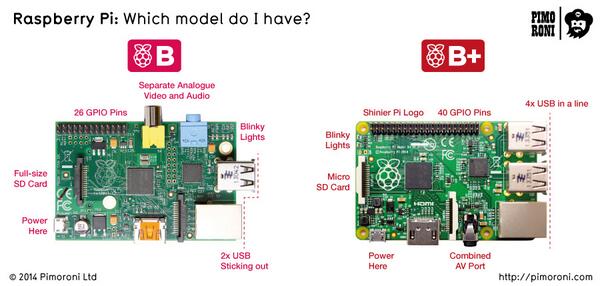 Raspberry Pi: Which model do I have?
PIMO
RONI
B
B+
Separate Analogue
Video and Audio
26 GPIO Pins
Blinky
Lights
Full-size
SD Card
Power
Here
2x USB
Sticking out
Shinier Pi Logo
40 GPIO Pins
4x USB in a line
Blinky
Lights
Micro
SD Card
HDMI
Power
Here
Combined
AV Port
© 2014 Pimoroni Ltd
http://pimoroni.com